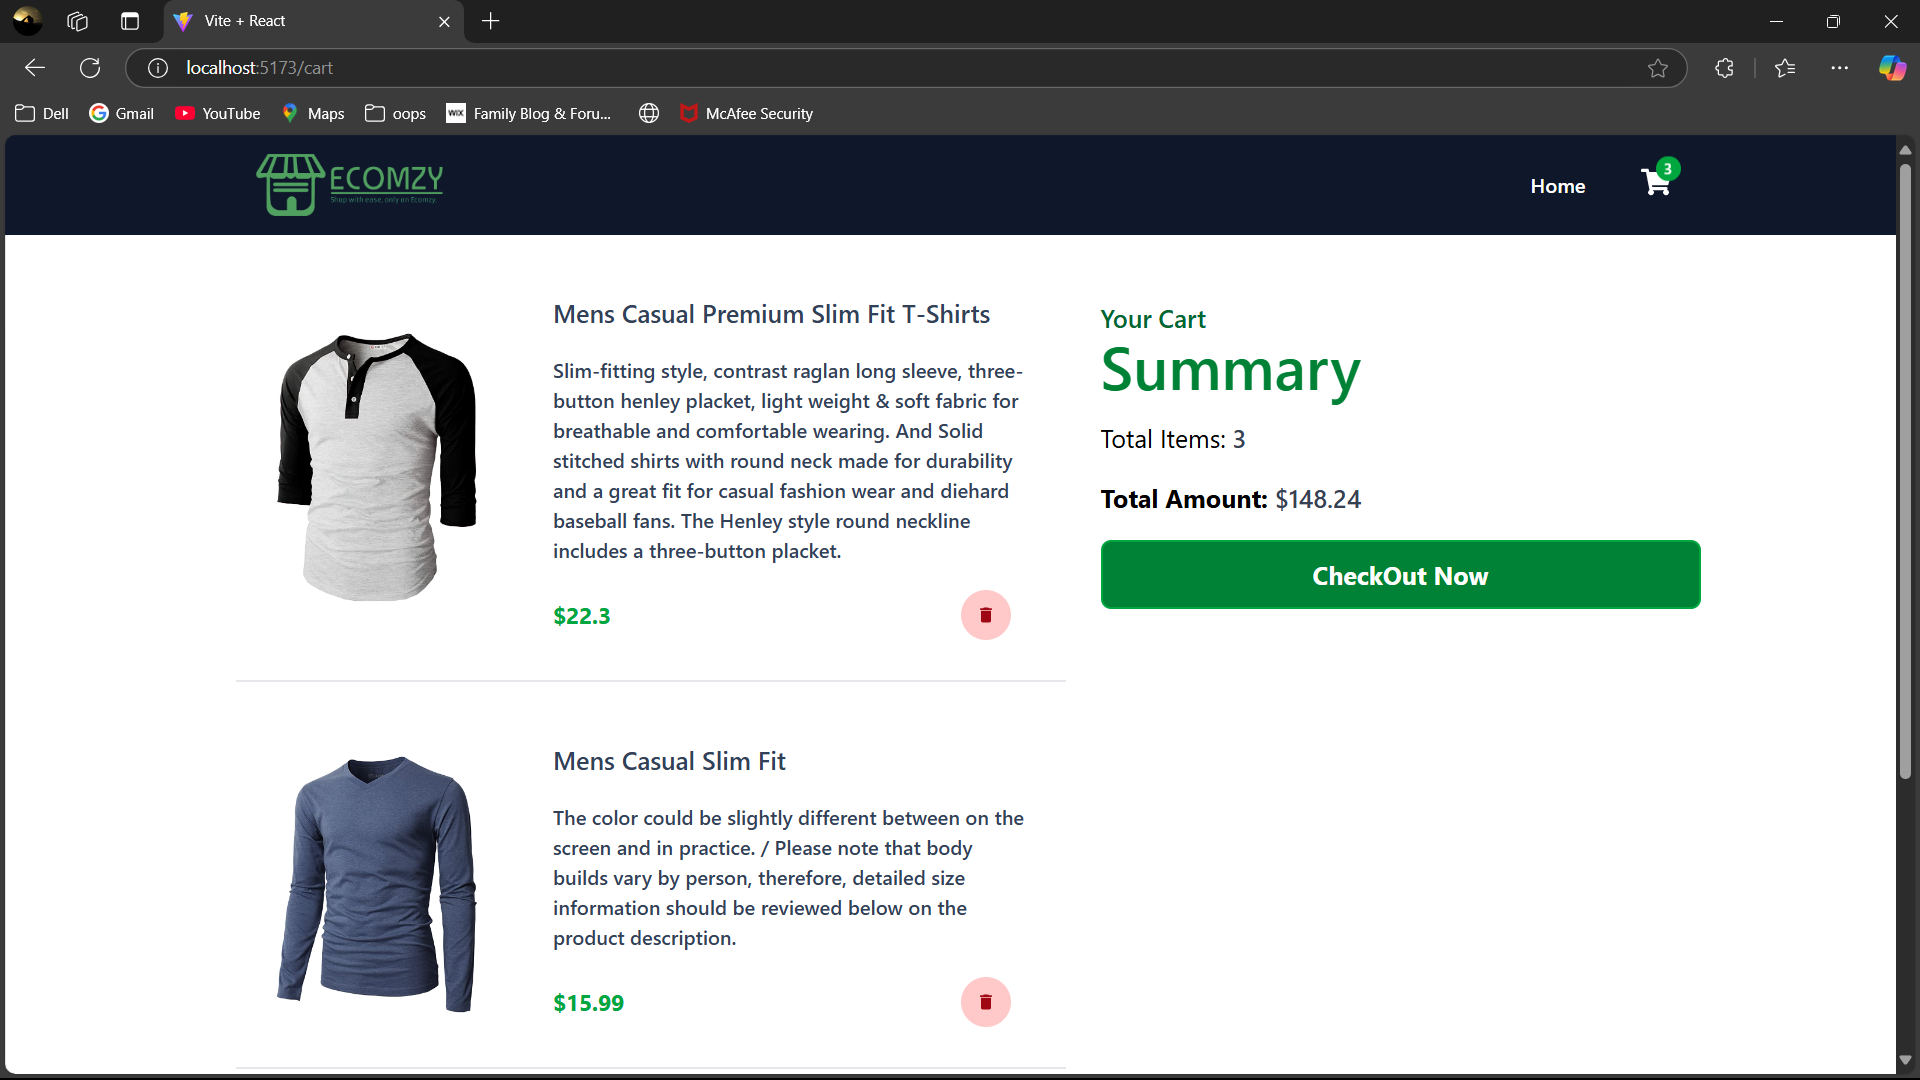 Vite + React
localhost:5173/cart
Dell
Gmail
YouTube
Maps
oops
WIX
Family Blog & Foru...
McAfee Security
ECOMZY
Shop with ease, only on Ecomzy.
Home
3
Mens Casual Premium Slim Fit T-Shirts
Slim-fitting style, contrast raglan long sleeve, three-
button henley placket, light weight & soft fabric for
breathable and comfortable wearing. And Solid
stitched shirts with round neck made for durability
and a great fit for casual fashion wear and diehard
baseball fans. The Henley style round neckline
includes a three-button placket.
$22.3
Your Cart
Summary
Total Items: 3
Total Amount: $148.24
CheckOut Now
Mens Casual Slim Fit
The color could be slightly different between on the
screen and in practice. / Please note that body
builds vary by person, therefore, detailed size
information should be reviewed below on the
product description.
$15.99